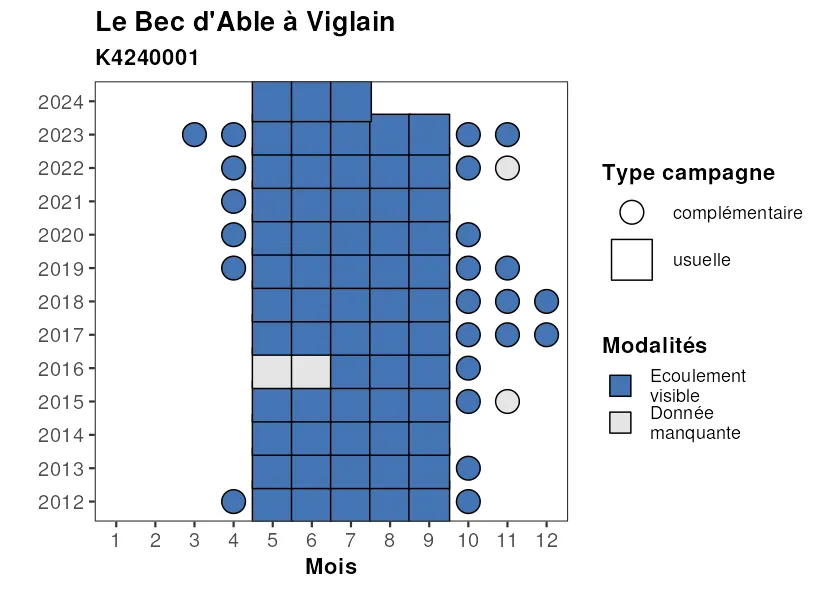 Le Bec d'Able à Viglain
K4240001
2024
2023
2022
2021
2020
2019
2018
2017
2016
2015
2014
2013
2012
1 2 3 4 5 6 7 8 9 10 11 12
Mois
Type campagne
complémentaire
usuelle
Modalités
Ecoulement
visible
Donnée
manquante